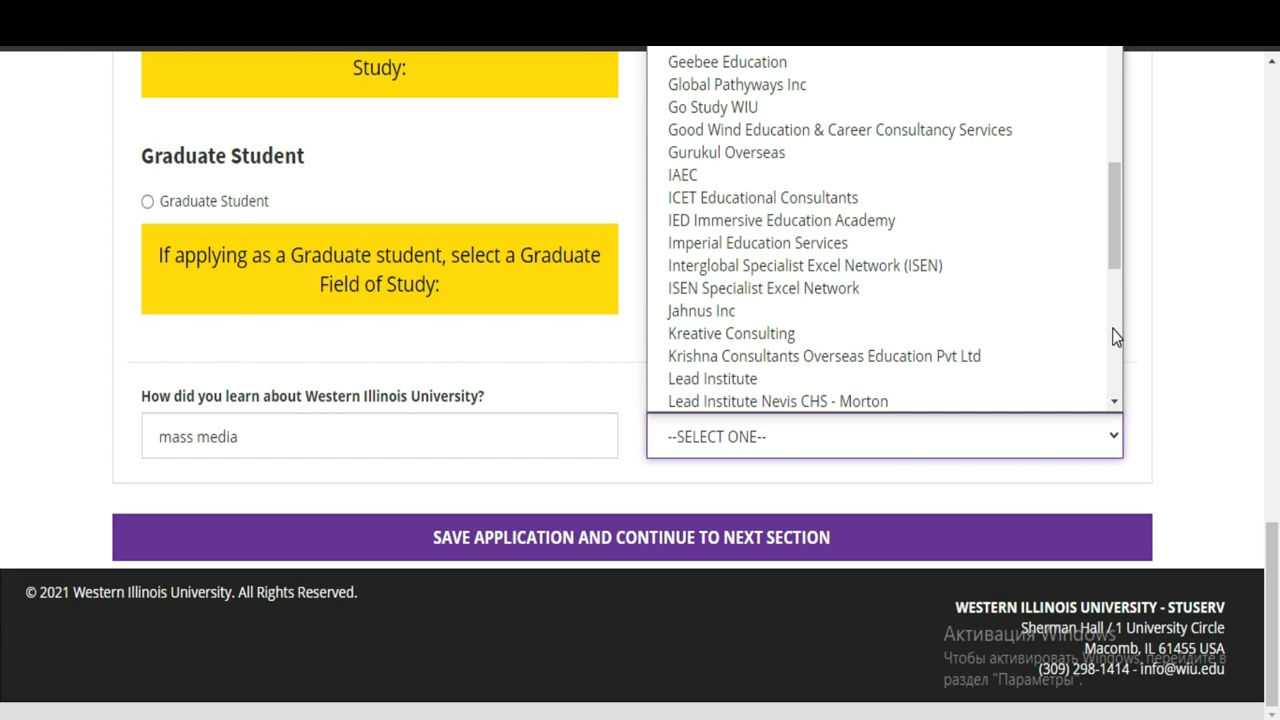 Study:
Graduate Student
Graduate Student
If applying as a Graduate student, select a Graduate
Field of Study:
How did you learn about Western Illinois University?
mass media
Geebee Education
Global Pathyways Inc
Go Study WIU
Good Wind Education & Career Consultancy Services
Gurukul Overseas
IAEC
ICET Educational Consultants
IED Immersive Education Academy
Imperial Education Services
Interglobal Specialist Excel Network (ISEN)
ISEN Specialist Excel Network
Jahnus Inc
Kreative Consulting
Krishna Consultants Overseas Education Pvt Ltd
Lead Institute
Lead Institute Nevis CHS - Morton
--SELECT ONE--
SAVE APPLICATION AND CONTINUE TO NEXT SECTION
© 2021 Western Illinois University. All Rights Reserved.
WESTERN ILLINOIS UNIVERSITY - STUSERV
Sherman Hall / 1 University Circle
Macomb, IL 61455 USA
(309) 298-1414 - info@wiu.edu
Активация Windows
Чтобы активировать Windows, перейдите в
раздел "Параметры".